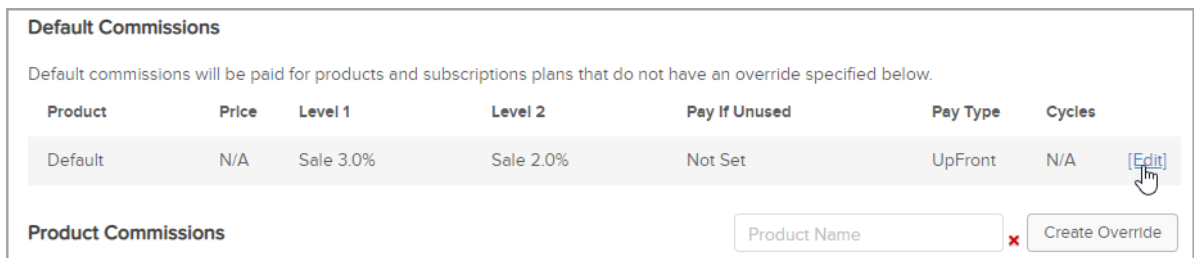 Default Commissions
Default commissions will be paid for products and subscriptions plans that do not have an override specified below.
Product Price Level 1 Level 2 Pay If Unused Pay Type Cycles
Default N/A Sale 3.0% Sale 2.0% Not Set UpFront N/A [Edit]
Product Commissions Product Name Create Override